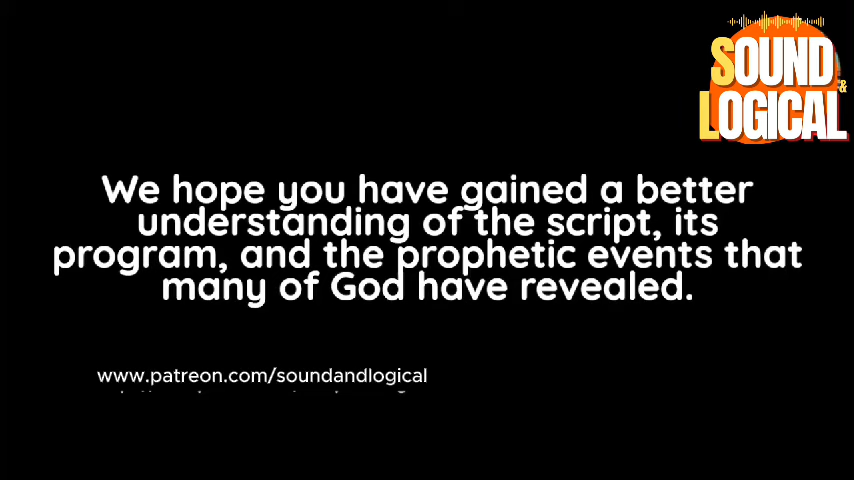 SOUND
&
LOGICAL
We hope you have gained a better
understanding of the script, its
program, and the prophetic events that
many of God have revealed.
www.patreon.com/soundandlogical